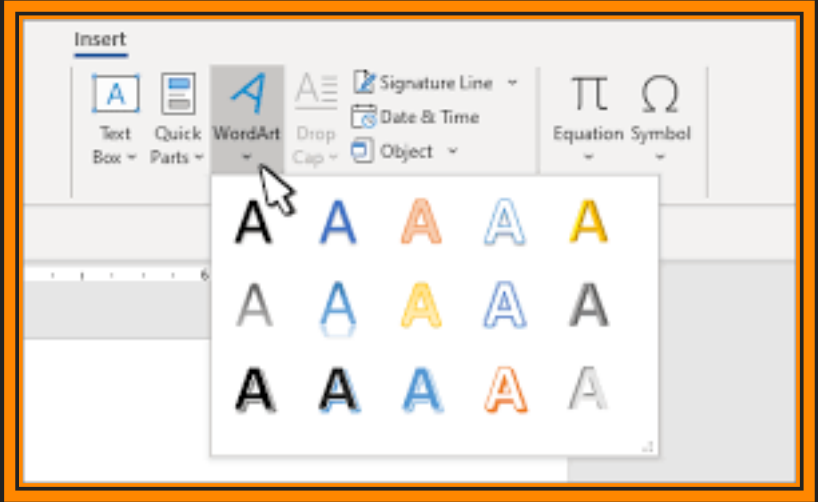 Insert
A
Text Box
Quick Parts
WordArt
Drop Cap
Signature Line
Date & Time
Object
π
Equation
Ω
Symbol
6
A A A A A
A A A A A
A A A A A